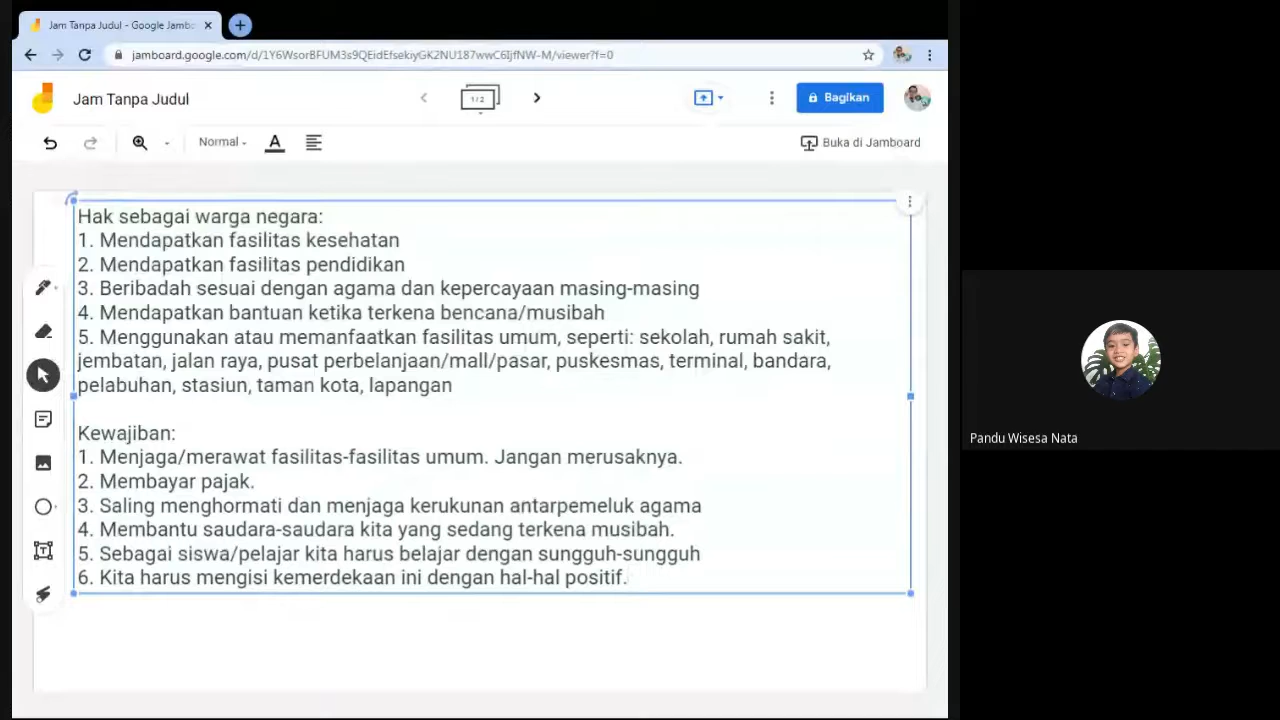 Jam Tanpa Judul - Google Jambo
jamboard.google.com/d/1Y6WsorBFUM3s9QEidEfsekiyGK2NU187wwC6IjfNW-M/viewer?f=0
Jam Tanpa Judul
1 / 2
Bagikan
Normal
A
Buka di Jamboard
Hak sebagai warga negara:
1. Mendapatkan fasilitas kesehatan
2. Mendapatkan fasilitas pendidikan
3. Beribadah sesuai dengan agama dan kepercayaan masing-masing
4. Mendapatkan bantuan ketika terkena bencana/musibah
5. Menggunakan atau memanfaatkan fasilitas umum, seperti: sekolah, rumah sakit,
jembatan, jalan raya, pusat perbelanjaan/mall/pasar, puskesmas, terminal, bandara,
pelabuhan, stasiun, taman kota, lapangan
Kewajiban:
1. Menjaga/merawat fasilitas-fasilitas umum. Jangan merusaknya.
2. Membayar pajak.
3. Saling menghormati dan menjaga kerukunan antarpemeluk agama
4. Membantu saudara-saudara kita yang sedang terkena musibah.
5. Sebagai siswa/pelajar kita harus belajar dengan sungguh-sungguh
6. Kita harus mengisi kemerdekaan ini dengan hal-hal positif.
Pandu Wisesa Nata